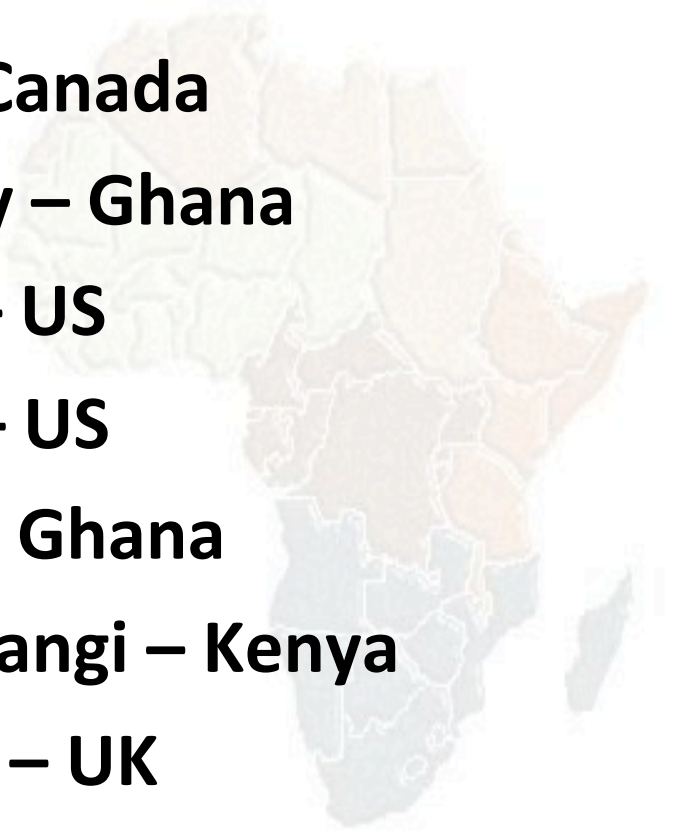 Canada
y – Ghana
– US
– US
Ghana
angi – Kenya
– UK